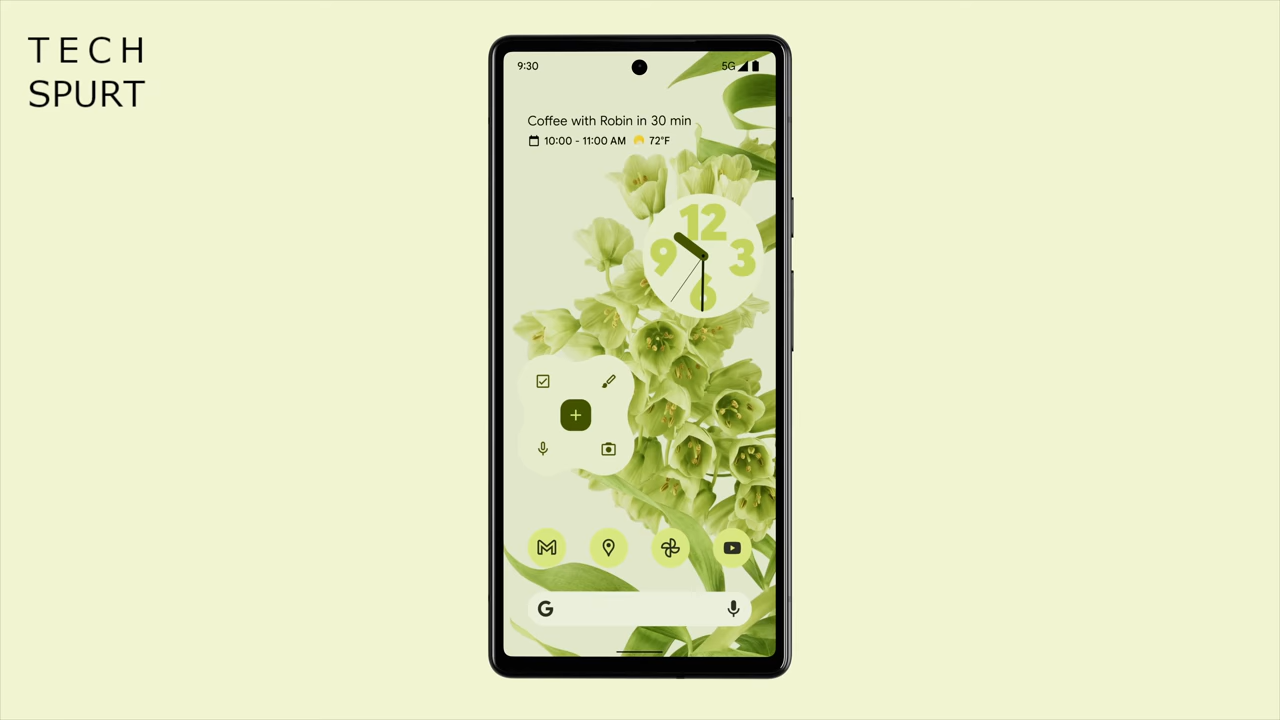 TECH
SPURT
9:30
5G
Coffee with Robin in 30 min
10:00 - 11:00 AM 72°F
12
9 3
6
G